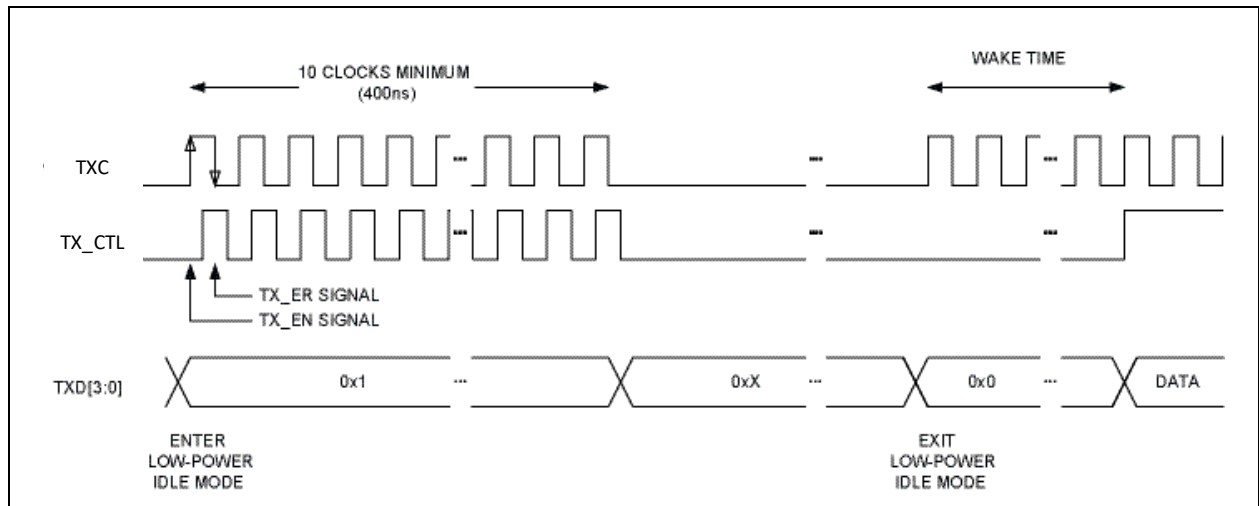 10 CLOCKS MINIMUM
(400ns)
WAKE TIME
TXC
TX_CTL
TX_ER SIGNAL
TX_EN SIGNAL
TXD[3:0]
0x1
0xX
0x0
DATA
ENTER
LOW-POWER
IDLE MODE
EXIT
LOW-POWER
IDLE MODE